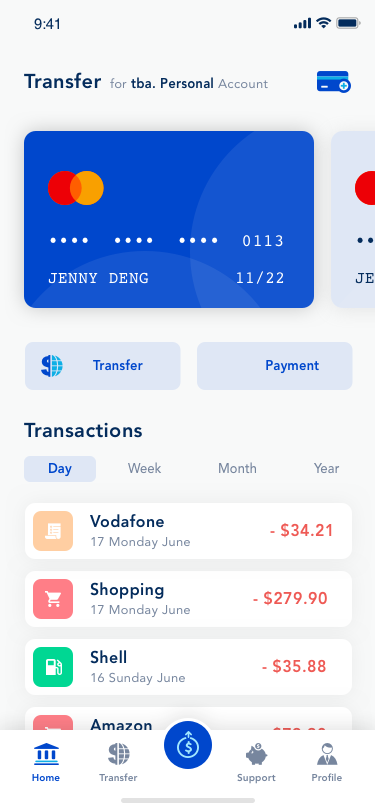 9:41
Transfer for tba. Personal Account
•••• •••• •••• 0113
JENNY DENG 11/22
JE
Transfer Payment
Transactions
Day Week Month Year
Vodafone
17 Monday June
- $34.21
Shopping
17 Monday June
- $279.90
Shell
16 Sunday June
- $35.88
Amazon
Home Transfer Support Profile